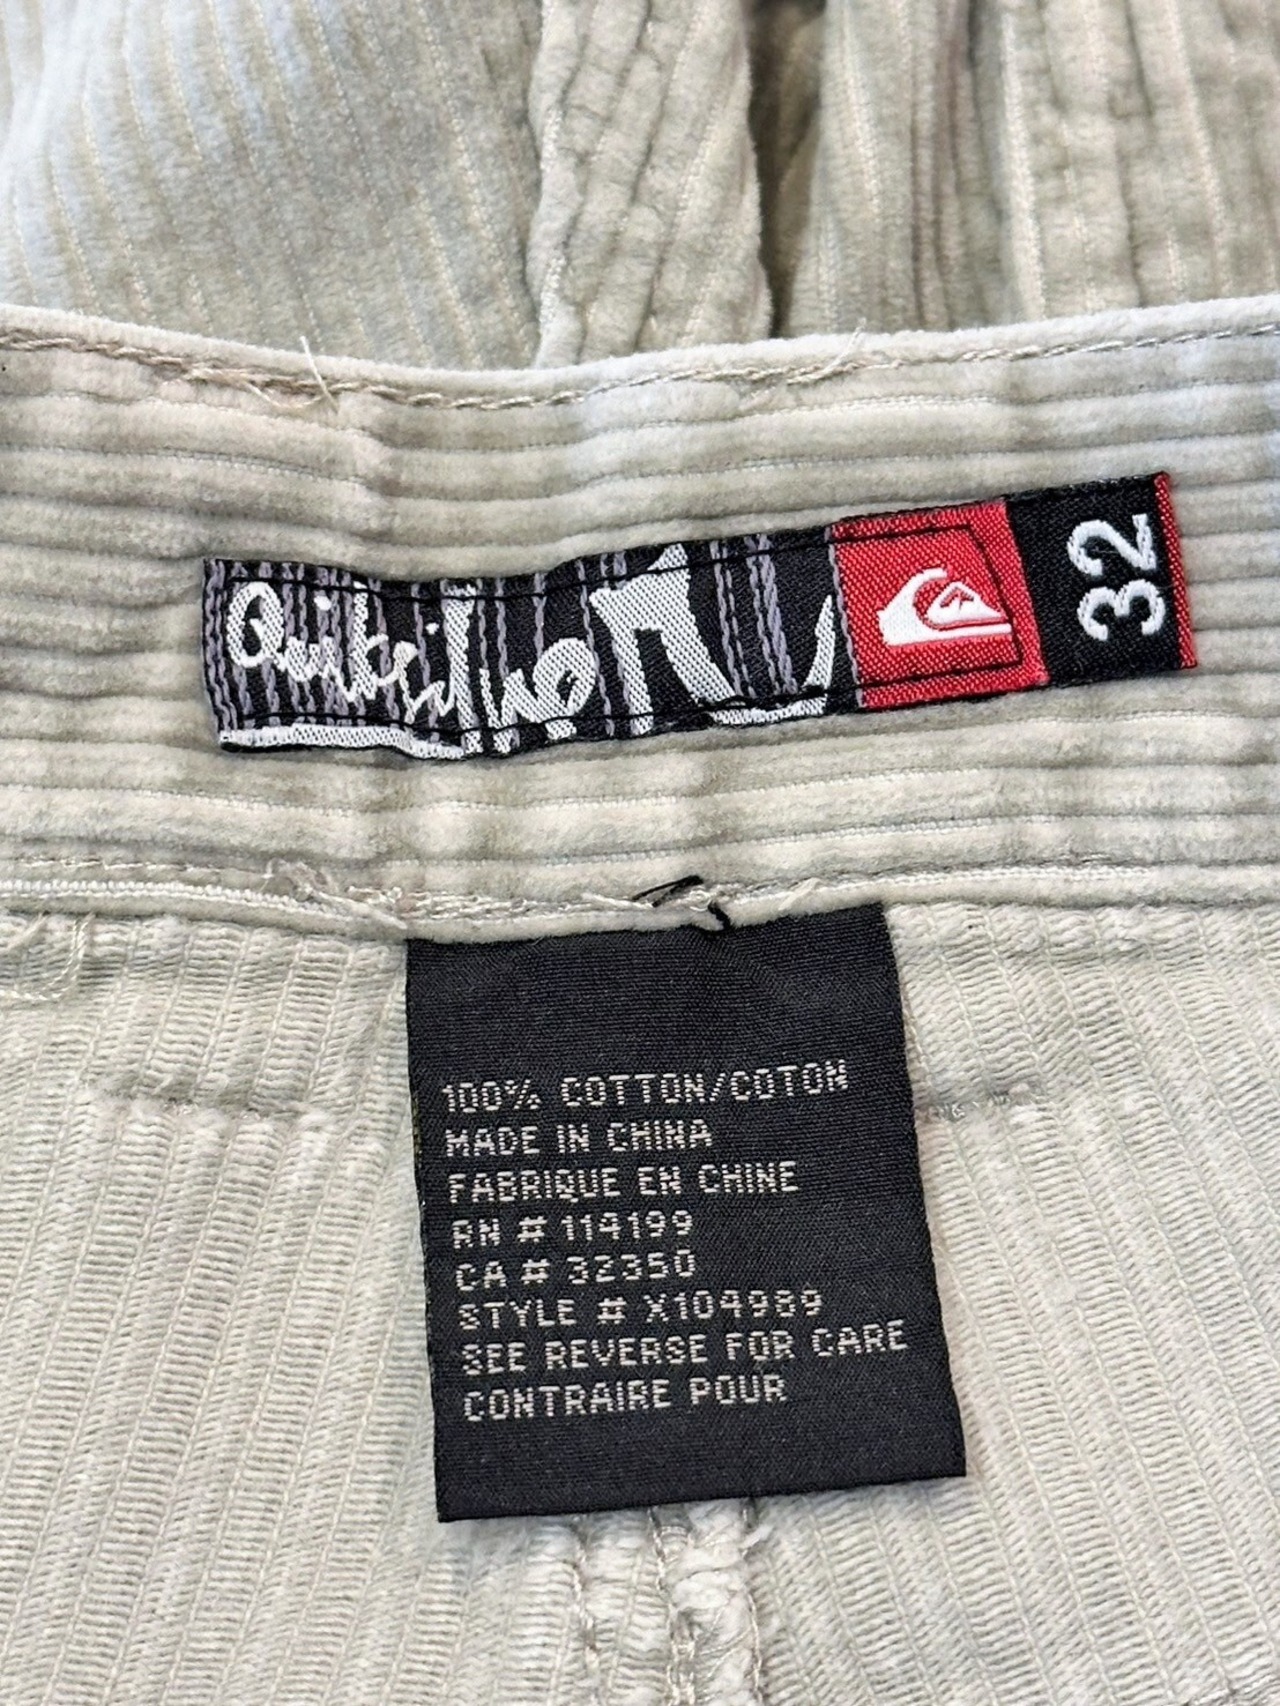 Quiksilver
32
100% COTTON/COTON
MADE IN CHINA
FABRIQUE EN CHINE
RN # 114199
CA # 32350
STYLE # X104989
SEE REVERSE FOR CARE
CONTRAIRE POUR